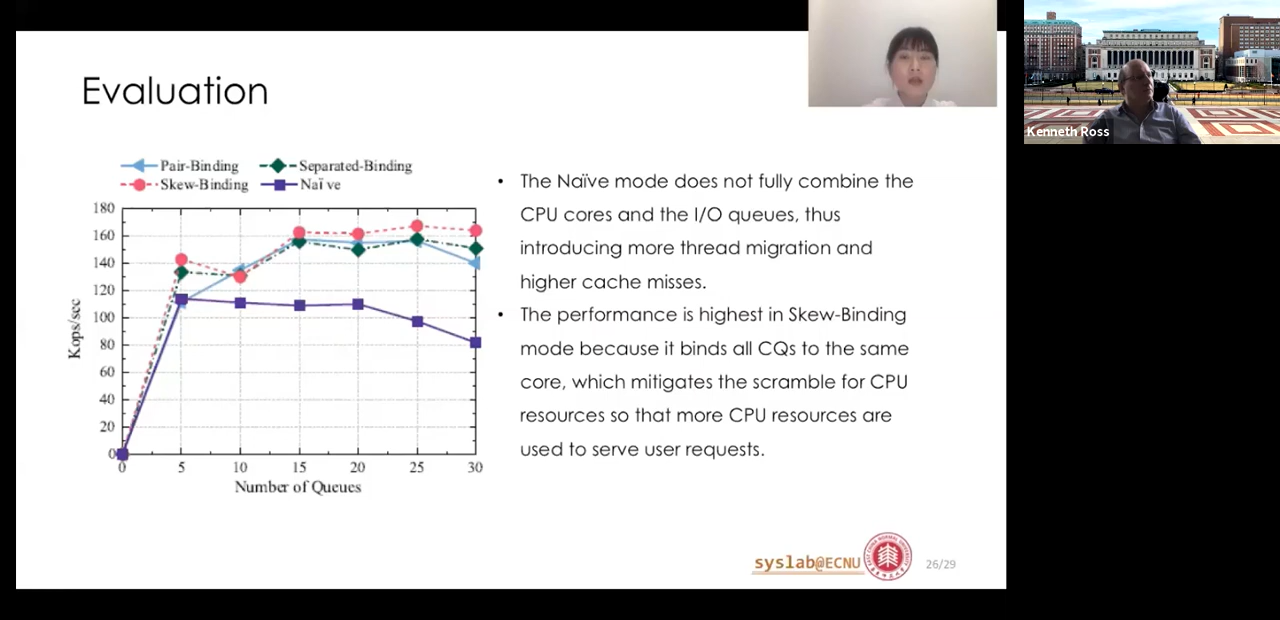 Evaluation
Kenneth Ross
Pair-Binding
Separated-Binding
Skew-Binding
Naï ve
180
160
140
120
100
80
60
40
20
0
Kops/sec
0
5
10
15
20
25
30
Number of Queues
• The Naïve mode does not fully combine the
CPU cores and the I/O queues, thus
introducing more thread migration and
higher cache misses.
• The performance is highest in Skew-Binding
mode because it binds all CQs to the same
core, which mitigates the scramble for CPU
resources so that more CPU resources are
used to serve user requests.
syslab@ECNU
26/29